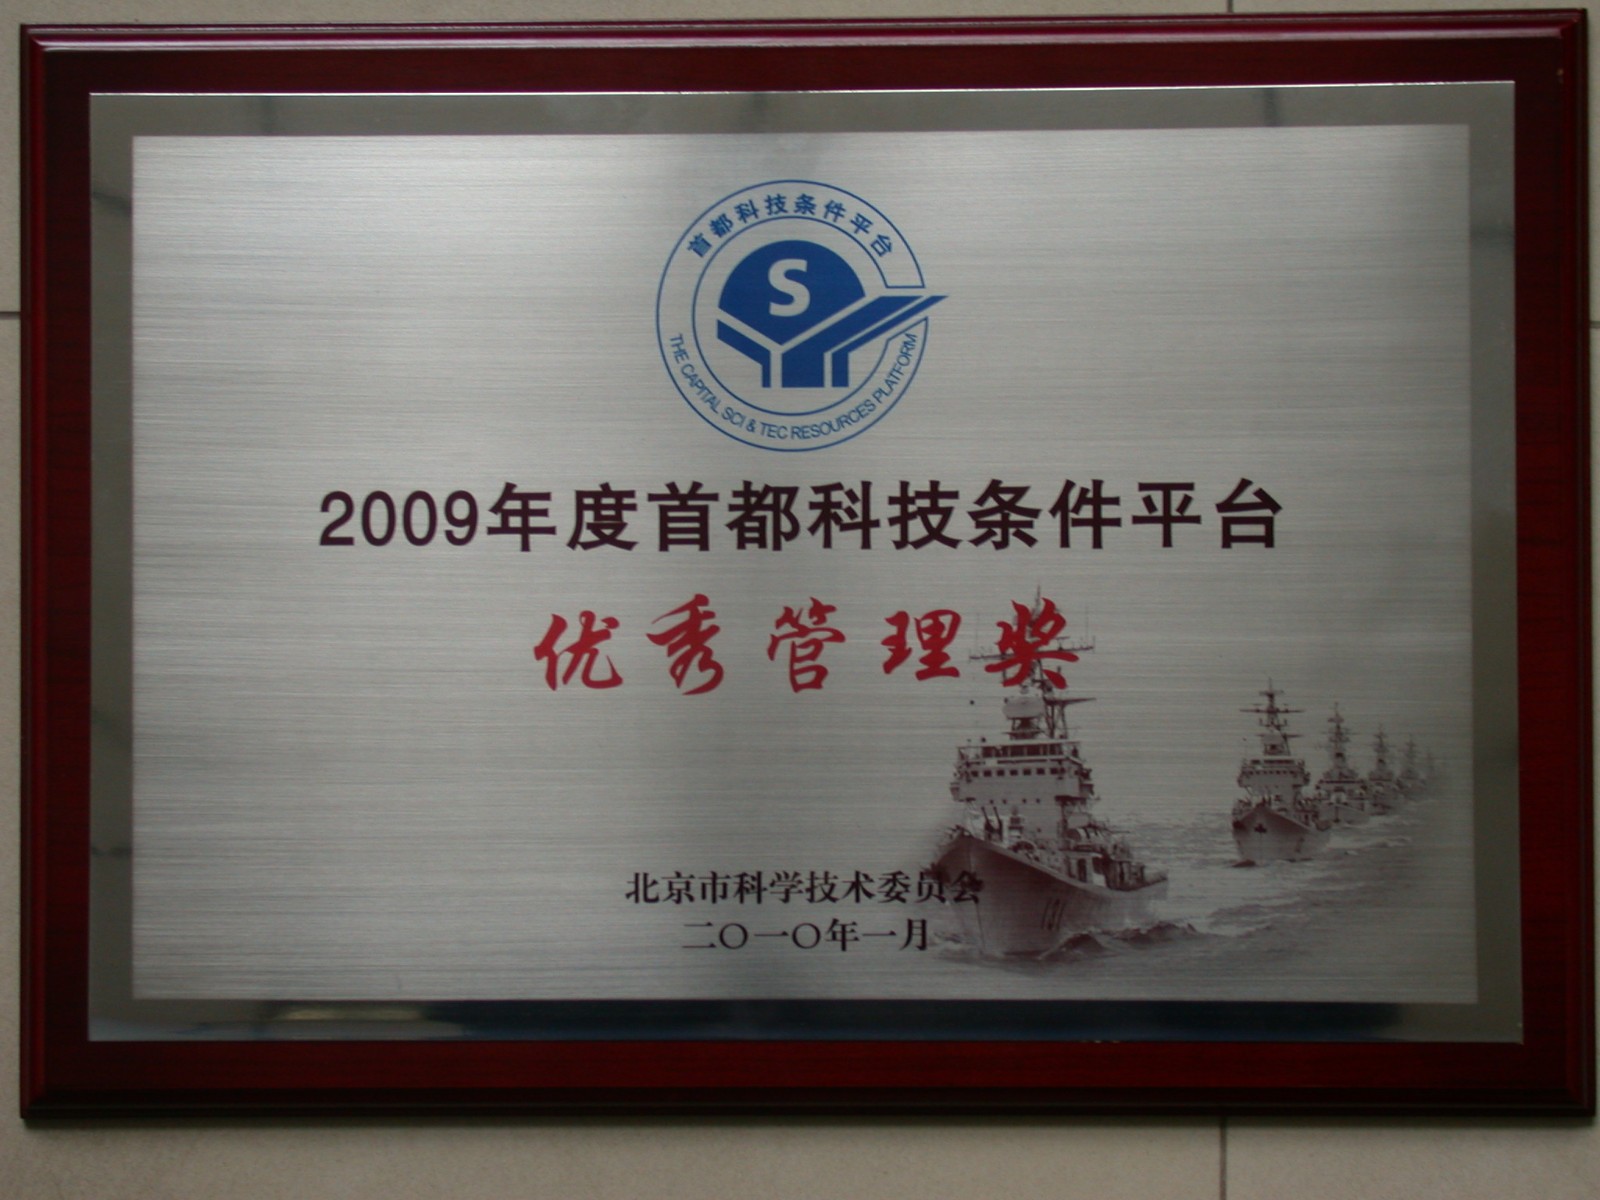 首都科技条件平台
S
THE CAPITAL SCI & TEC RESOURCES PLATFORM
2009年度首都科技条件平台
优秀管理奖
131
北京市科学技术委员会
二〇一〇年一月